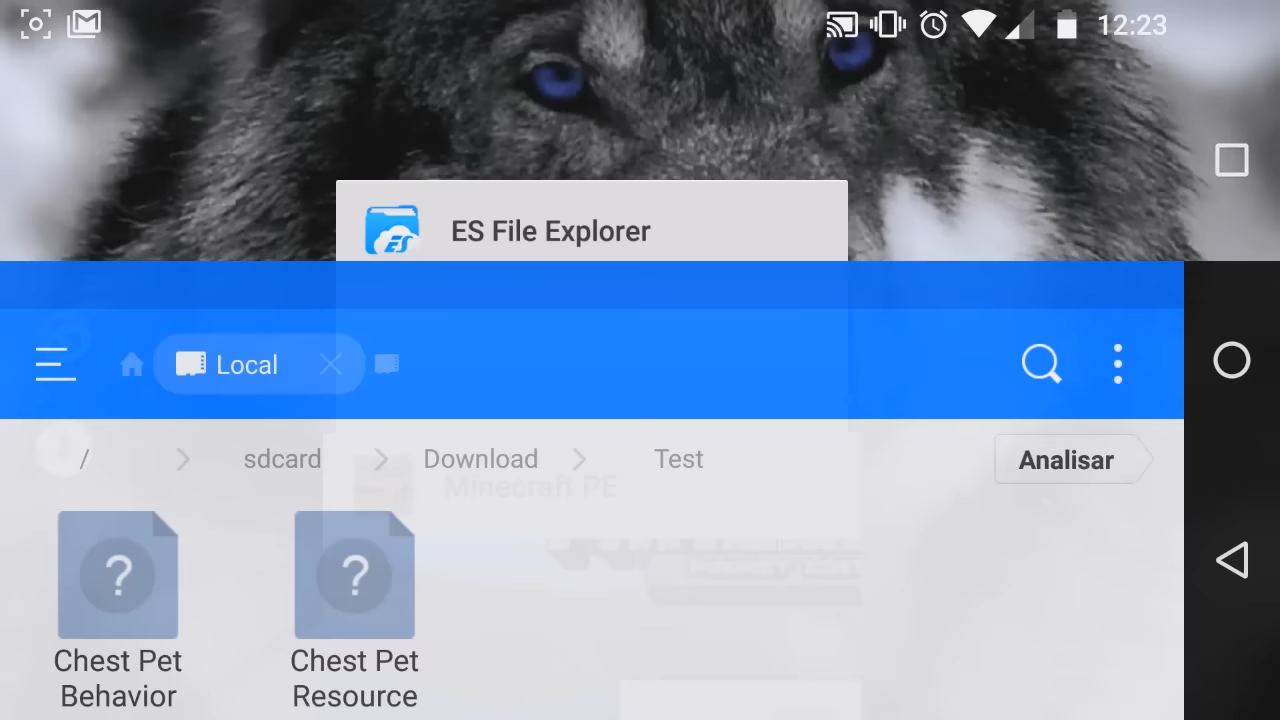 12:23
ES File Explorer
Local
/ sdcard Download Test
Analisar
Minecraft PE
Chest Pet
Behavior
Chest Pet
Resource